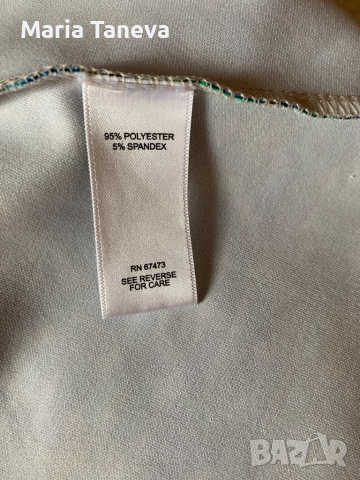 Maria Taneva
95% POLYESTER
5% SPANDEX
RN 67473
SEE REVERSE
FOR CARE
BAZAR